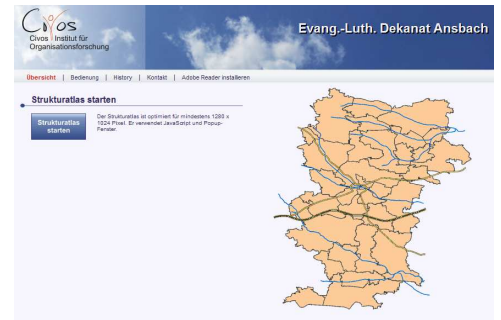 Civos
Civos Institut für
Organisationsforschung
Evang.-Luth. Dekanat Ansbach
Übersicht | Bedienung | History | Kontakt | Adobe Reader installieren
Strukturatlas starten
Strukturatlas
starten
Der Strukturatlas ist optimiert für mindestens 1280 x
1024 Pixel. Er verwendet JavaScript und Popup-
Fenster.